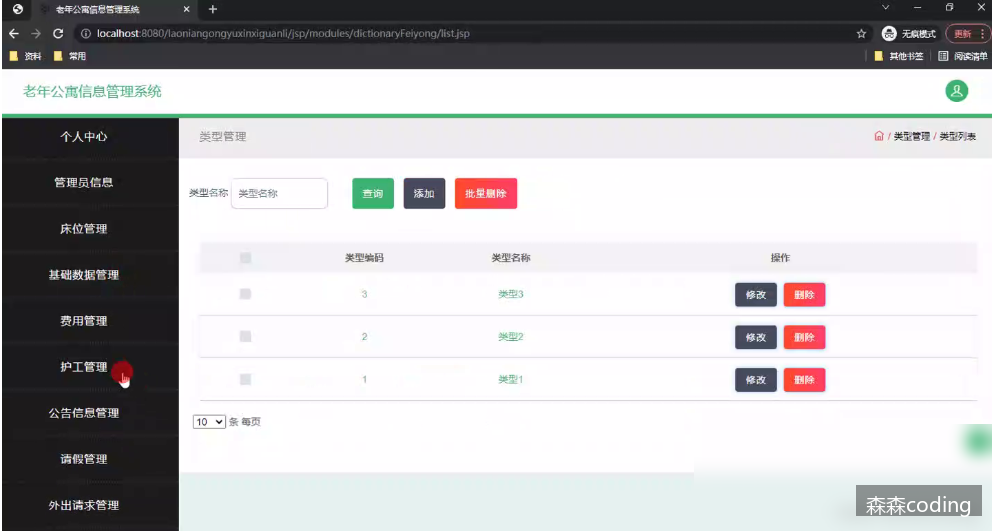 老年公寓信息管理系统
localhost:8080/laoniangongyuxinxiguanli/jsp/modules/dictionaryFeiyong/list.jsp
无痕模式
更新
资料
常用
其他书签
阅读清单
老年公寓信息管理系统
个人中心
管理员信息
床位管理
基础数据管理
费用管理
护工管理
公告信息管理
请假管理
外出请求管理
类型管理
/ 类型管理 / 类型列表
类型名称 类型名称 查询 添加 批量删除
类型编码 类型名称 操作
3 类型3 修改 删除
2 类型2 修改 删除
1 类型1 修改 删除
10 条 每页
森森coding